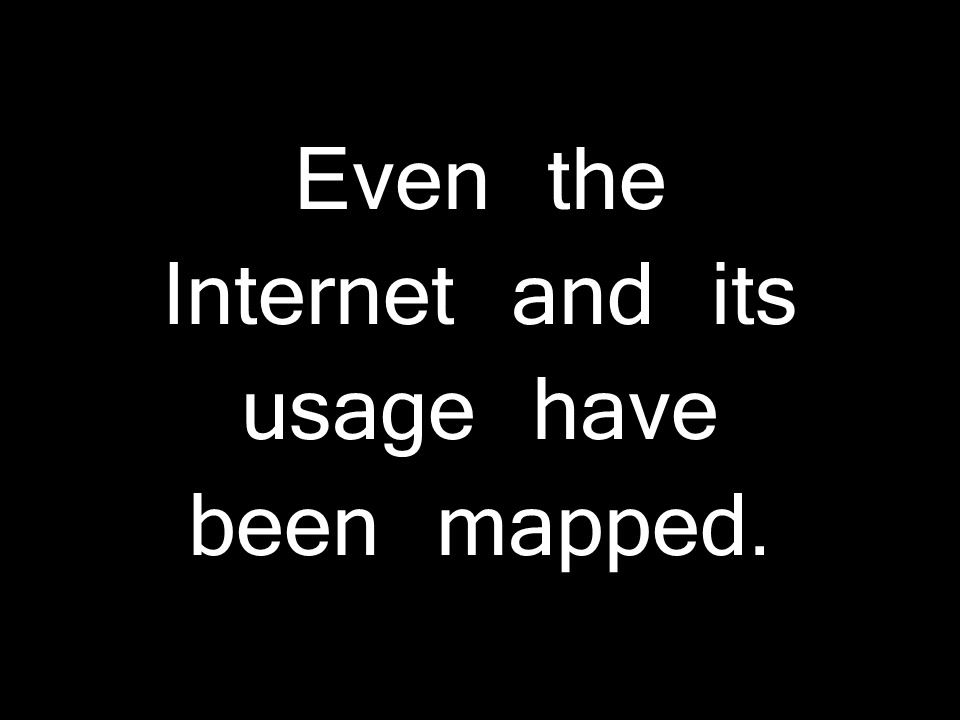 Even the
Internet and its
usage have
been mapped.